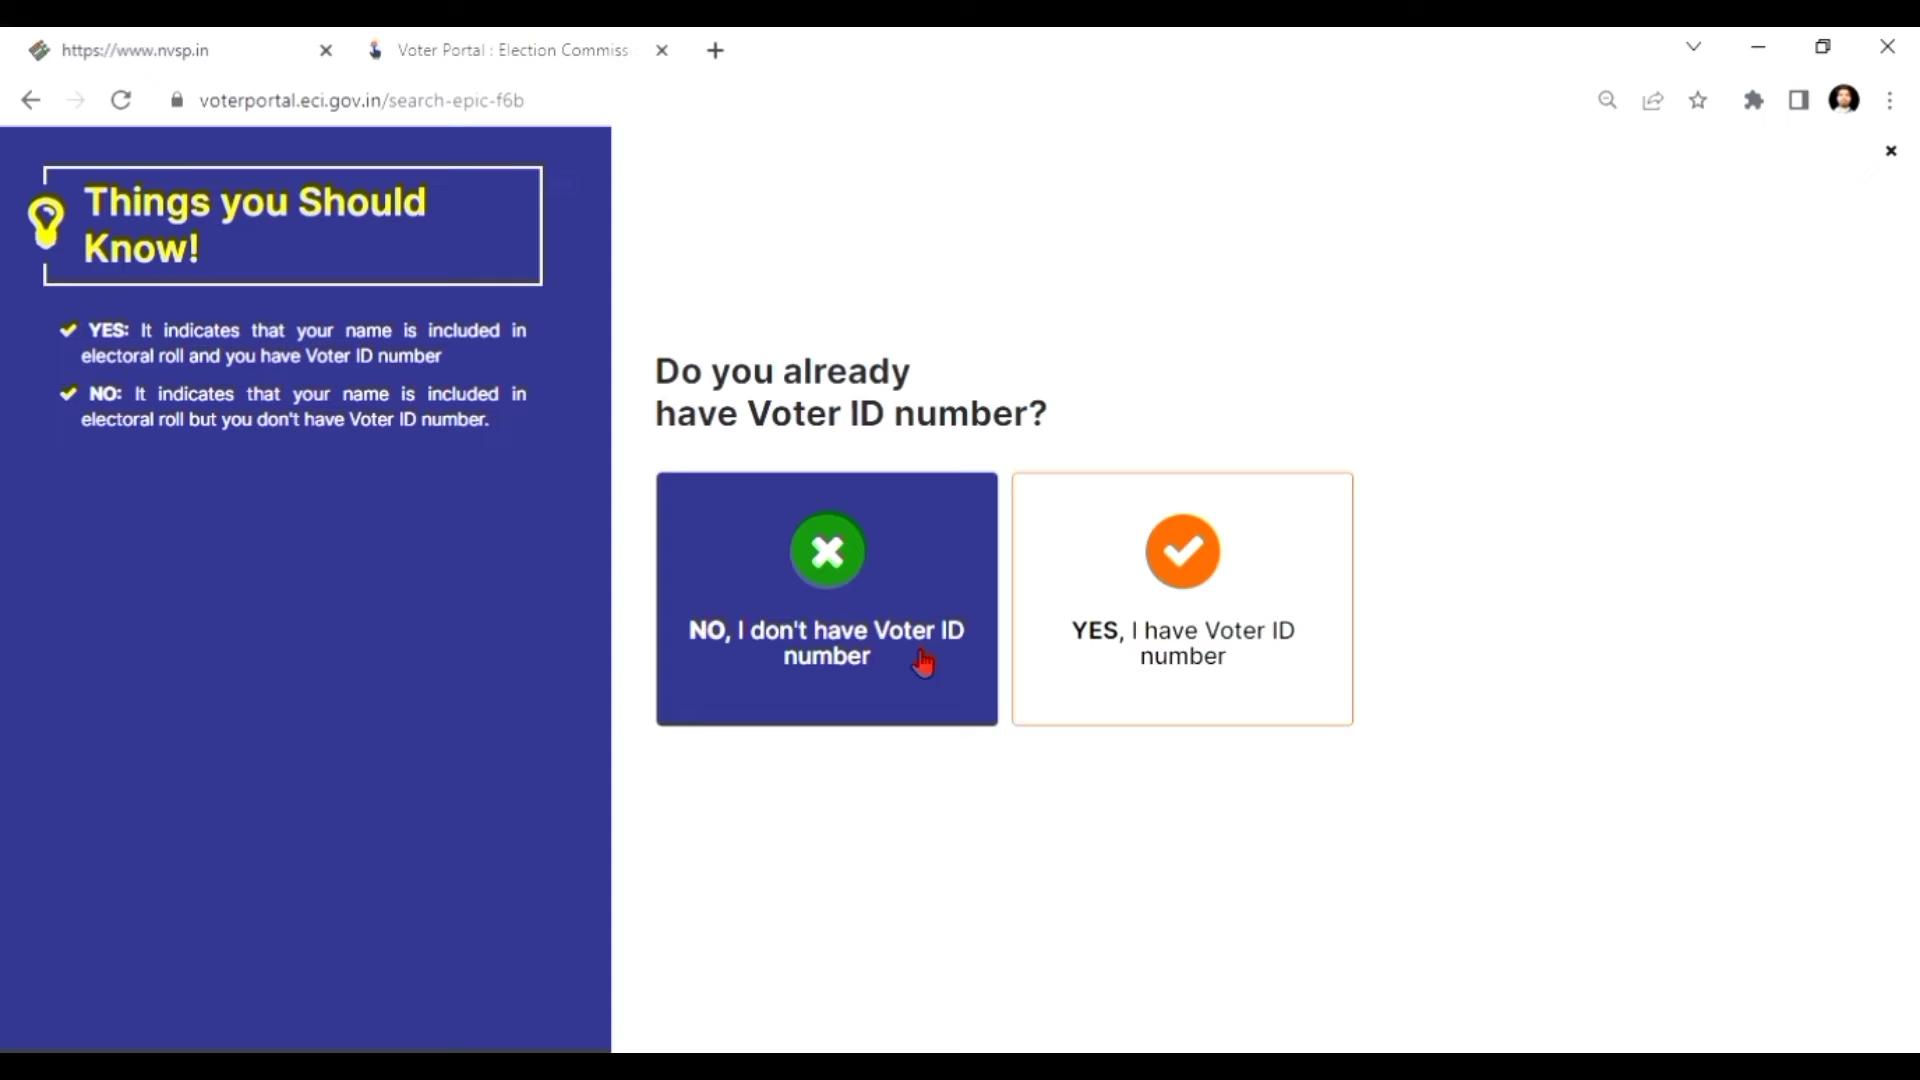 https://www.nvsp.in
Voter Portal : Election Commiss
voterportal.eci.gov.in/search-epic-f6b
Things you Should
Know!
YES: It indicates that your name is included in
electoral roll and you have Voter ID number
NO: It indicates that your name is included in
electoral roll but you don't have Voter ID number.
Do you already
have Voter ID number?
NO, I don't have Voter ID
number
YES, I have Voter ID
number